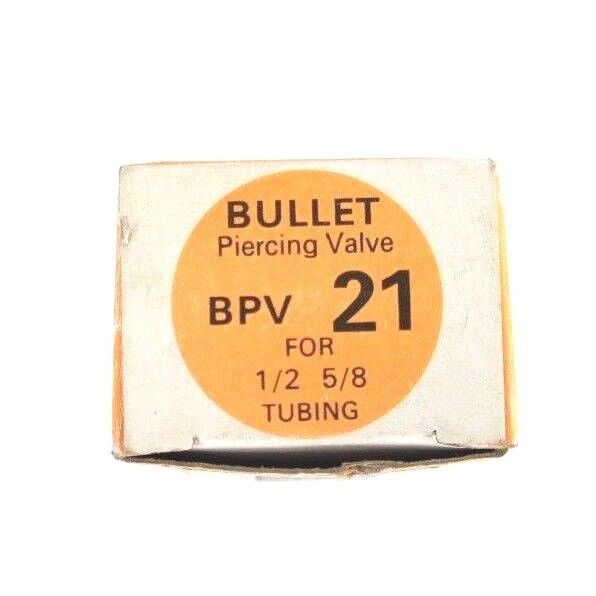 BULLET
Piercing Valve
BPV 21
FOR
1/2 5/8
TUBING